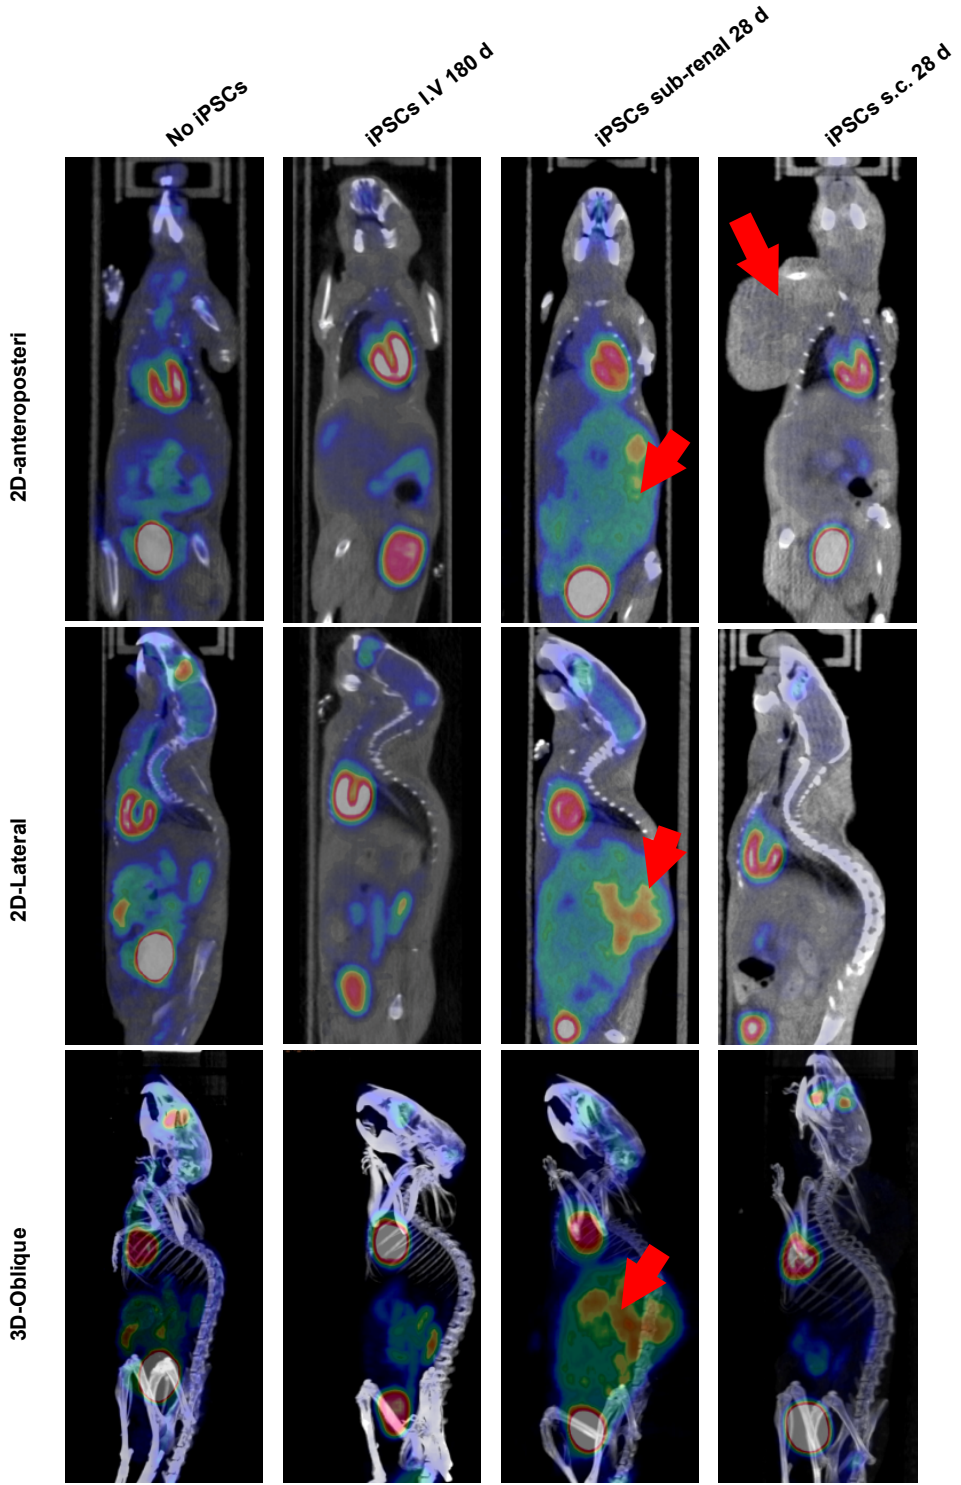 No iPSCs
iPSCs I.V 180 d
iPSCs sub-renal 28 d
iPSCs s.c. 28 d
2D-anteroposteri
2D-Lateral
3D-Oblique